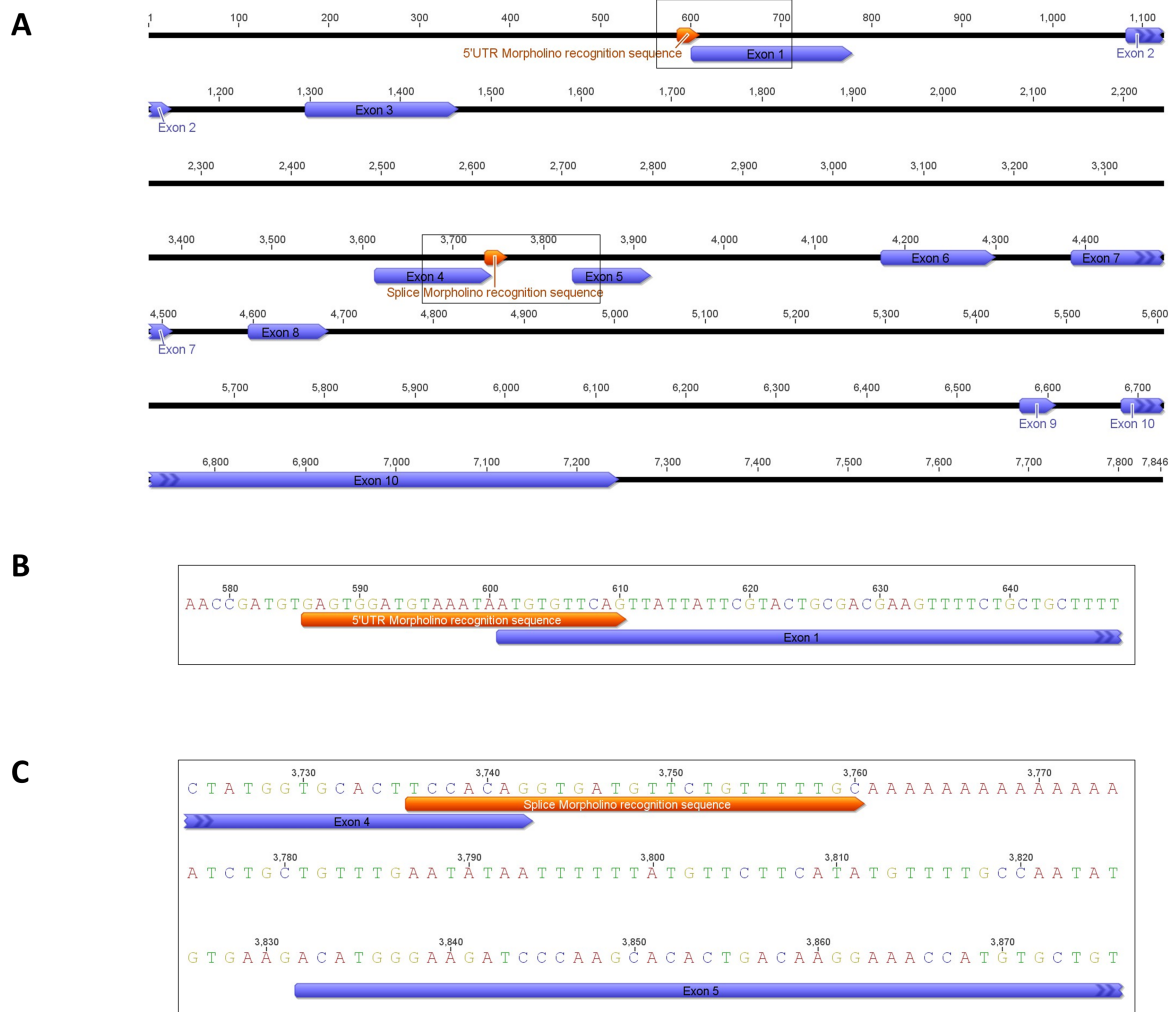 A
1 100 200 300 400 500 600 700 800 900 1,000 1,100
5'UTR Morpholino recognition sequence Exon 1 Exon 2
1,200 1,300 1,400 1,500 1,600 1,700 1,800 1,900 2,000 2,100 2,200
Exon 3
Exon 2
2,300 2,400 2,500 2,600 2,700 2,800 2,900 3,000 3,100 3,200 3,300
3,400 3,500 3,600 3,700 3,800 3,900 4,000 4,100 4,200 4,300 4,400
Exon 6 Exon 7
Exon 4 Exon 5
Splice Morpholino recognition sequence
4,500 4,600 4,700 4,800 4,900 5,000 5,100 5,200 5,300 5,400 5,500 5,600
Exon 8
Exon 7
5,700 5,800 5,900 6,000 6,100 6,200 6,300 6,400 6,500 6,600 6,700
Exon 9 Exon 10
6,800 6,900 7,000 7,100 7,200 7,300 7,400 7,500 7,600 7,700 7,800 7,846
Exon 10
B
580 590 600 610 620 630 640
AACCGATGTGAGTGGATGTAAATAATGTGTTCAGTTATTATTCGTACTGCGACGAAGTTTTCTGCTGCTTTT
5'UTR Morpholino recognition sequence
Exon 1
C
3,730 3,740 3,750 3,760 3,770
CTATGGTGCACTTCCACAGGTGATGTTCTGTTTTTGCAAAAAAAAAAAAAA
Splice Morpholino recognition sequence
Exon 4
3,780 3,790 3,800 3,810 3,820
ATCTGCTGTTTGAATATAATTTTTTATGTTCTTCATATGTTTTGCCAATAT
3,830 3,840 3,850 3,860 3,870
GTGAAGACATGGGAAGATCCCAAGCACACTGACAAGGAAACCATGTGCTGT
Exon 5